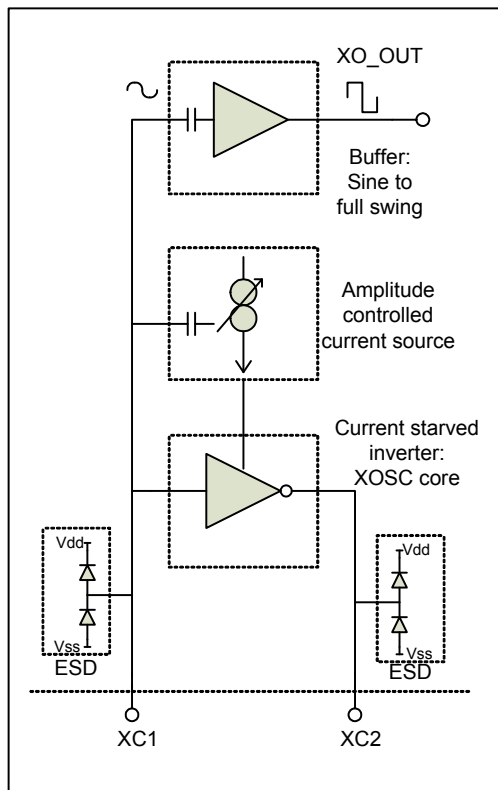 XO_OUT
Buffer:
Sine to
full swing
Amplitude
controlled
current source
Current starved
inverter:
XOSC core
Vdd
Vss
ESD
Vdd
Vss
ESD
XC1
XC2